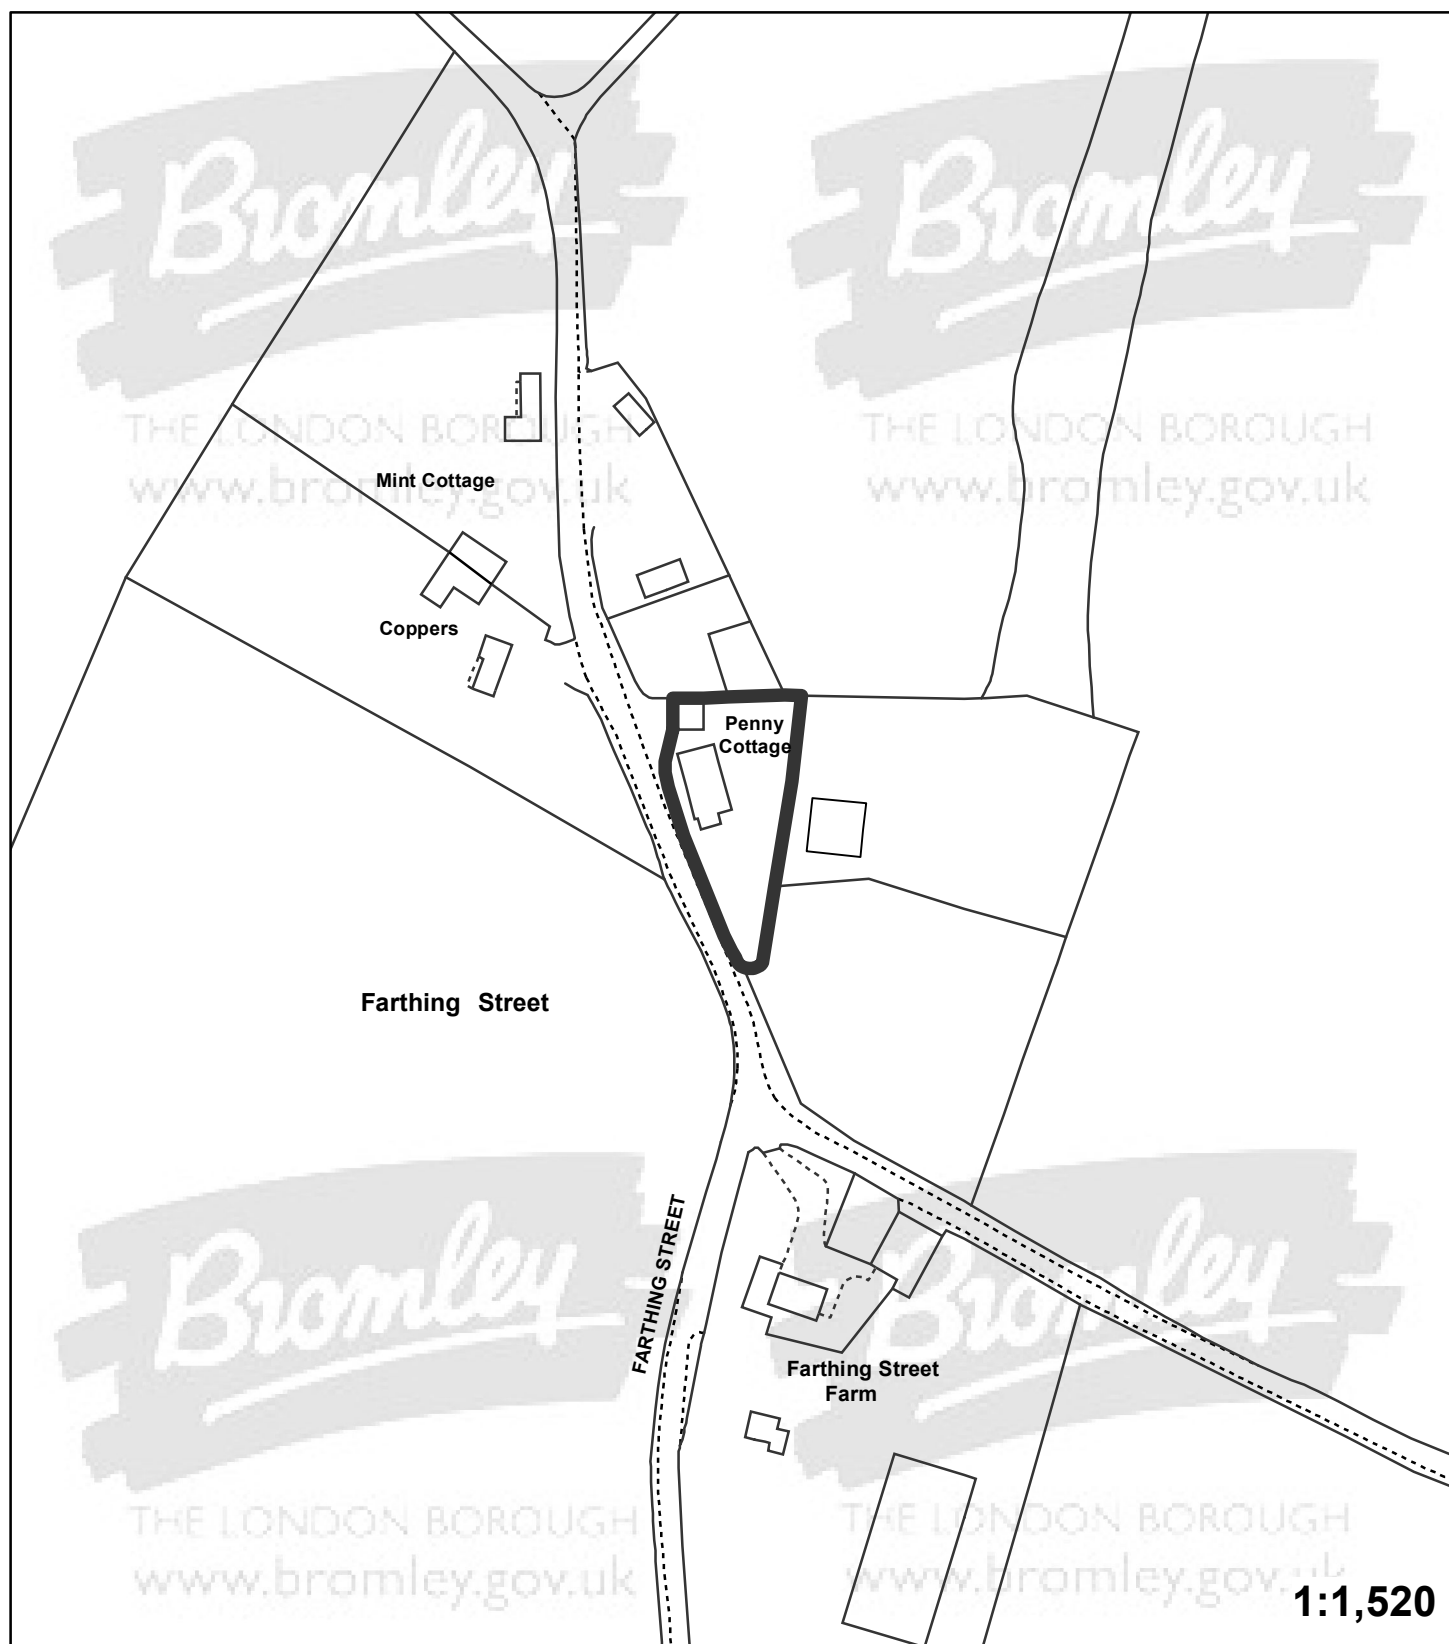 Bromley
Bromley
THE LONDON BOROUGH
THE LONDON BOROUGH
www.bromley.gov.uk
www.bromley.gov.uk
Mint Cottage
Coppers
Penny
Cottage
Farthing Street
FARTHING STREET
Bromley
Bromley
Farthing Street
Farm
THE LONDON BOROUGH
THE LONDON BOROUGH
www.bromley.gov.uk
www.bromley.gov.uk
1:1,520